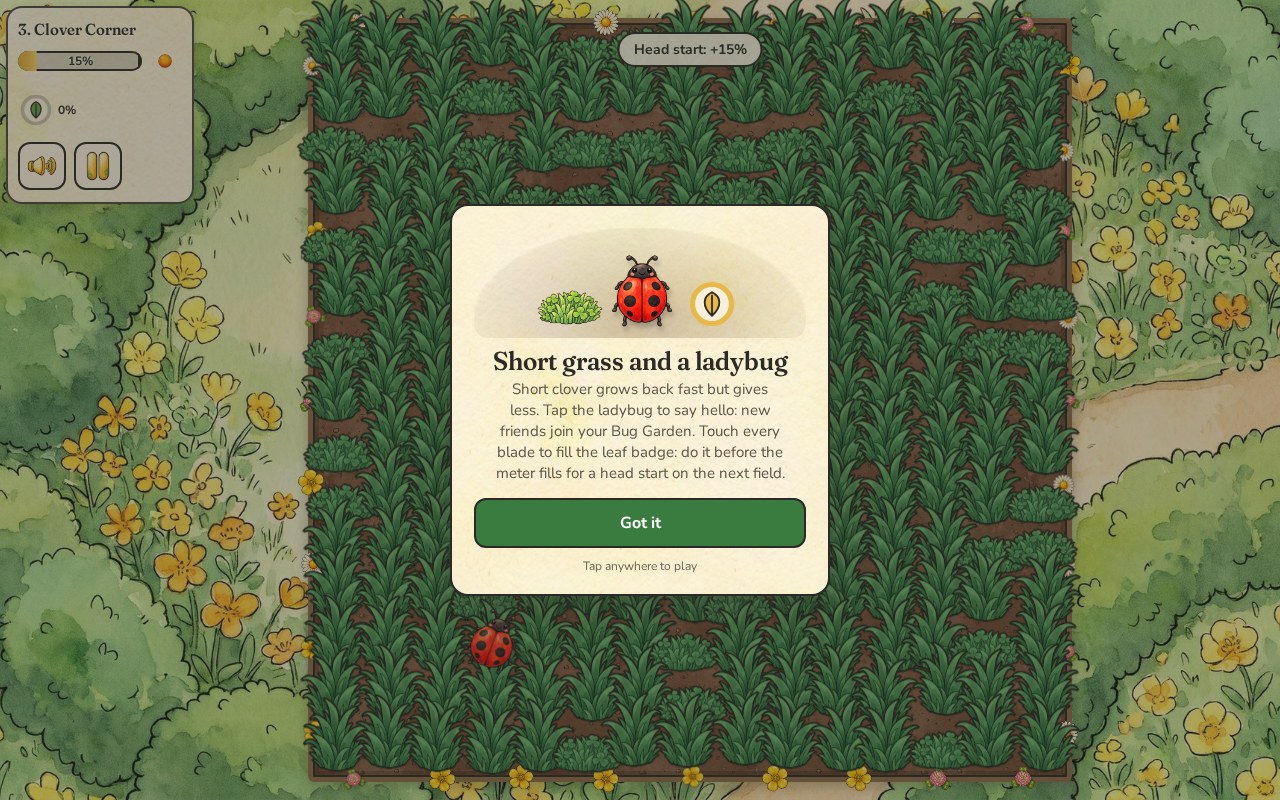 3. Clover Corner
15%
0%
Head start: +15%
Short grass and a ladybug
Short clover grows back fast but gives
less. Tap the ladybug to say hello: new
friends join your Bug Garden. Touch every
blade to fill the leaf badge: do it before the
meter fills for a head start on the next field.
Got it
Tap anywhere to play